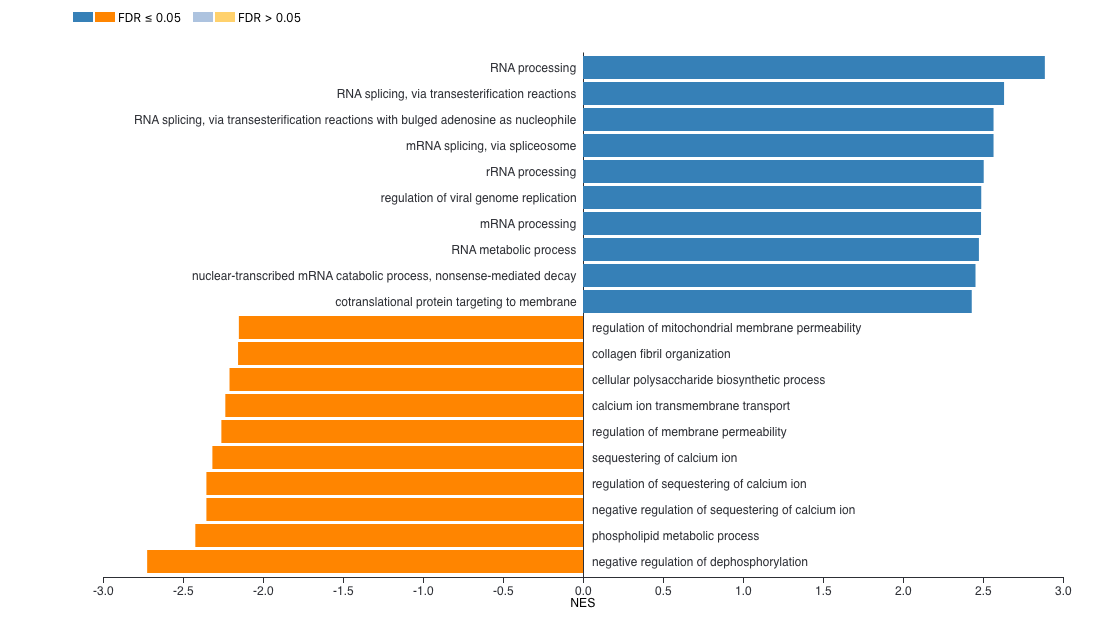 FDR ≤ 0.05 FDR > 0.05
RNA processing
RNA splicing, via transesterification reactions
RNA splicing, via transesterification reactions with bulged adenosine as nucleophile
mRNA splicing, via spliceosome
rRNA processing
regulation of viral genome replication
mRNA processing
RNA metabolic process
nuclear-transcribed mRNA catabolic process, nonsense-mediated decay
cotranslational protein targeting to membrane
regulation of mitochondrial membrane permeability
collagen fibril organization
cellular polysaccharide biosynthetic process
calcium ion transmembrane transport
regulation of membrane permeability
sequestering of calcium ion
regulation of sequestering of calcium ion
negative regulation of sequestering of calcium ion
phospholipid metabolic process
negative regulation of dephosphorylation
-3.0 -2.5 -2.0 -1.5 -1.0 -0.5 0.0 0.5 1.0 1.5 2.0 2.5 3.0
NES